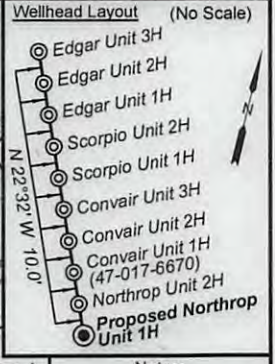 Wellhead Layout (No Scale)
Edgar Unit 3H
Edgar Unit 2H
Edgar Unit 1H
Scorpio Unit 2H
Scorpio Unit 1H
Convair Unit 3H
Convair Unit 2H
Convair Unit 1H
(47-017-6670)
Northrop Unit 2H
Proposed Northrop
Unit 1H
N 22°32' W 10.0'
N